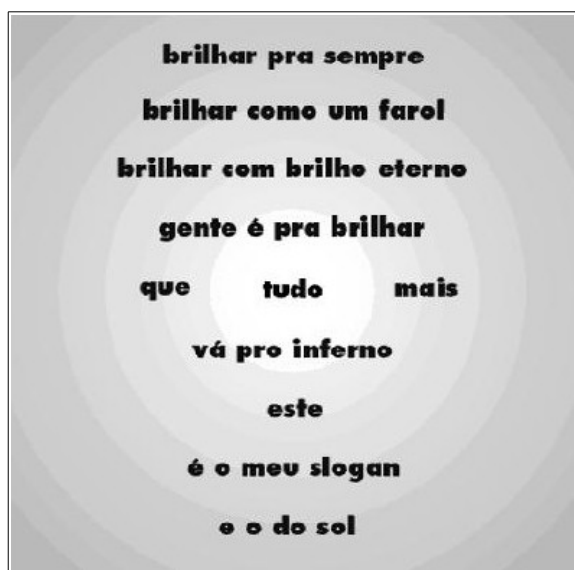 brilhar pra sempre
brilhar como um farol
brilhar com brilho eterno
gente é pra brilhar
que tudo mais
vá pro inferno
este
é o meu slogan
e o do sol